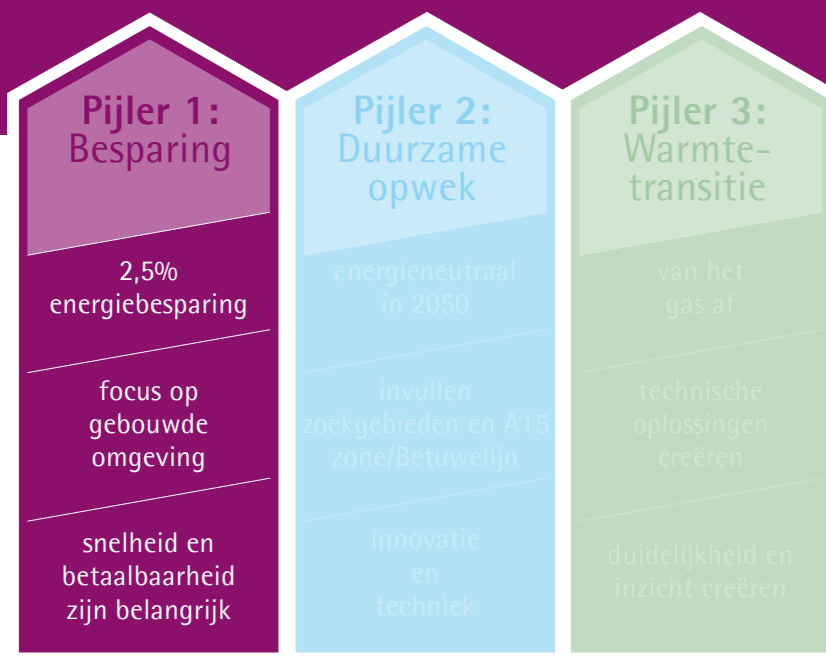 Pijler 1:
Besparing
2,5%
energiebesparing
focus op
gebouwde
omgeving
snelheid en
betaalbaarheid
zijn belangrijk
Pijler 2:
Duurzame
opwek
energieneutraal
in 2050
invullen
zoekgebieden en A15
zone/Betuwelijn
innovatie
en
techniek
Pijler 3:
Warmte-
transitie
van het
gas af
technische
oplossingen
creëren
duidelijkheid en
inzicht creëren